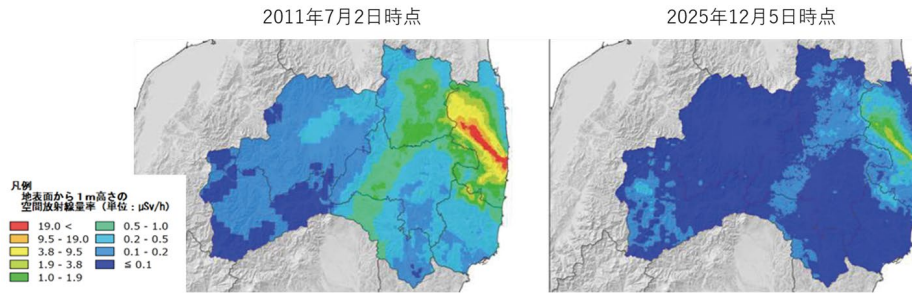 2011年7月2日時点
2025年12月5日時点
凡例
地表面から1m高さの
空間放射線量率(単位:μSv/h)
19.0 <
9.5 - 19.0
3.8 - 9.5
1.9 - 3.8
1.0 - 1.9
0.5 - 1.0
0.2 - 0.5
0.1 - 0.2
≦ 0.1